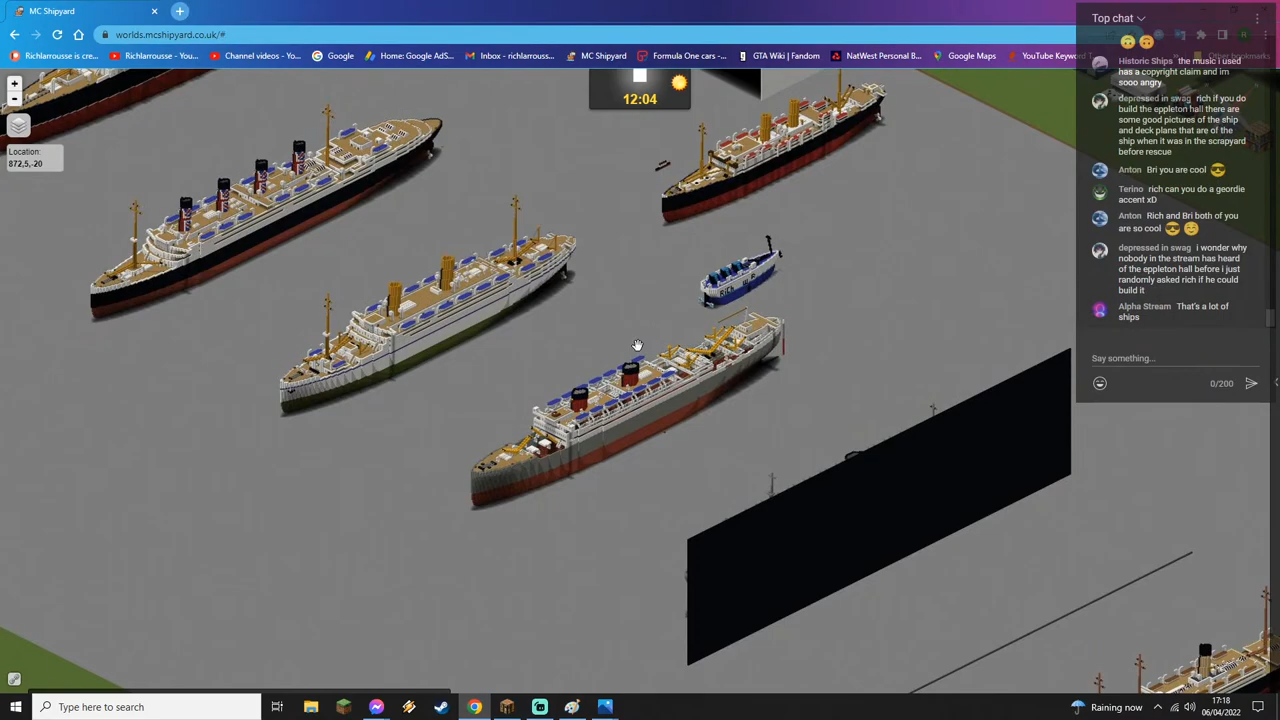 MC Shipyard
worlds.mcshipyard.co.uk/#
Richlarrousse is cre...
Richlarrousse - You...
Channel videos - Yo...
Google
Home: Google AdS...
Inbox - richlarrouss...
MC Shipyard
Formula One cars -...
GTA Wiki | Fandom
NatWest Personal B...
Google Maps
YouTube Keyword T
Other bookmarks
+
-
Location:
872,5,-20
12:04
RICH
Top chat
Historic Ships the music i used
has a copyright claim and im
sooo angry
depressed in swag rich if you do
build the eppleton hall there are
some good pictures of the ship
and deck plans that are of the
ship when it was in the scrapyard
before rescue
Anton Bri you are cool 😎
Terino rich can you do a geordie
accent xD
Anton Rich and Bri both of you
are so cool 😎 ☺️
depressed in swag i wonder why
nobody in the stream has heard
of the eppleton hall before i just
randomly asked rich if he could
build it
Alpha Stream That's a lot of
ships
Say something...
0/200
Type here to search
Raining now
17:18
06/04/2022